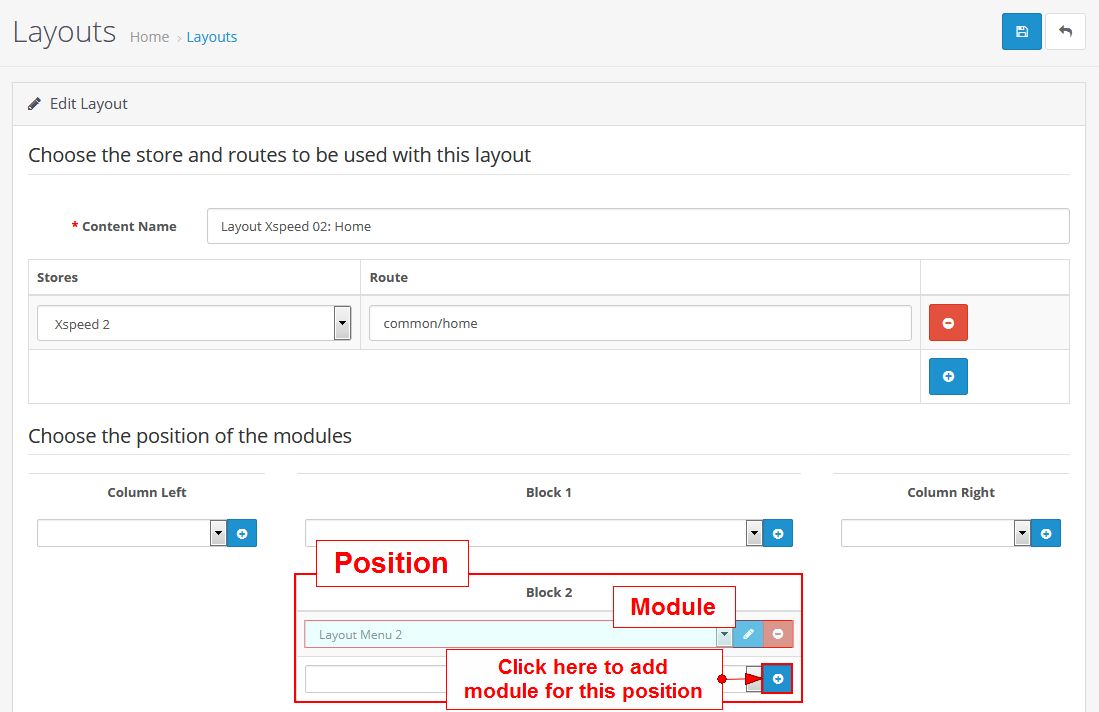 Layouts Home › Layouts
Edit Layout
Choose the store and routes to be used with this layout
* Content Name Layout Xspeed 02: Home
Stores Route
Xspeed 2 common/home
Choose the position of the modules
Column Left Block 1 Column Right
Position
Block 2
Module
Layout Menu 2
Click here to add
module for this position